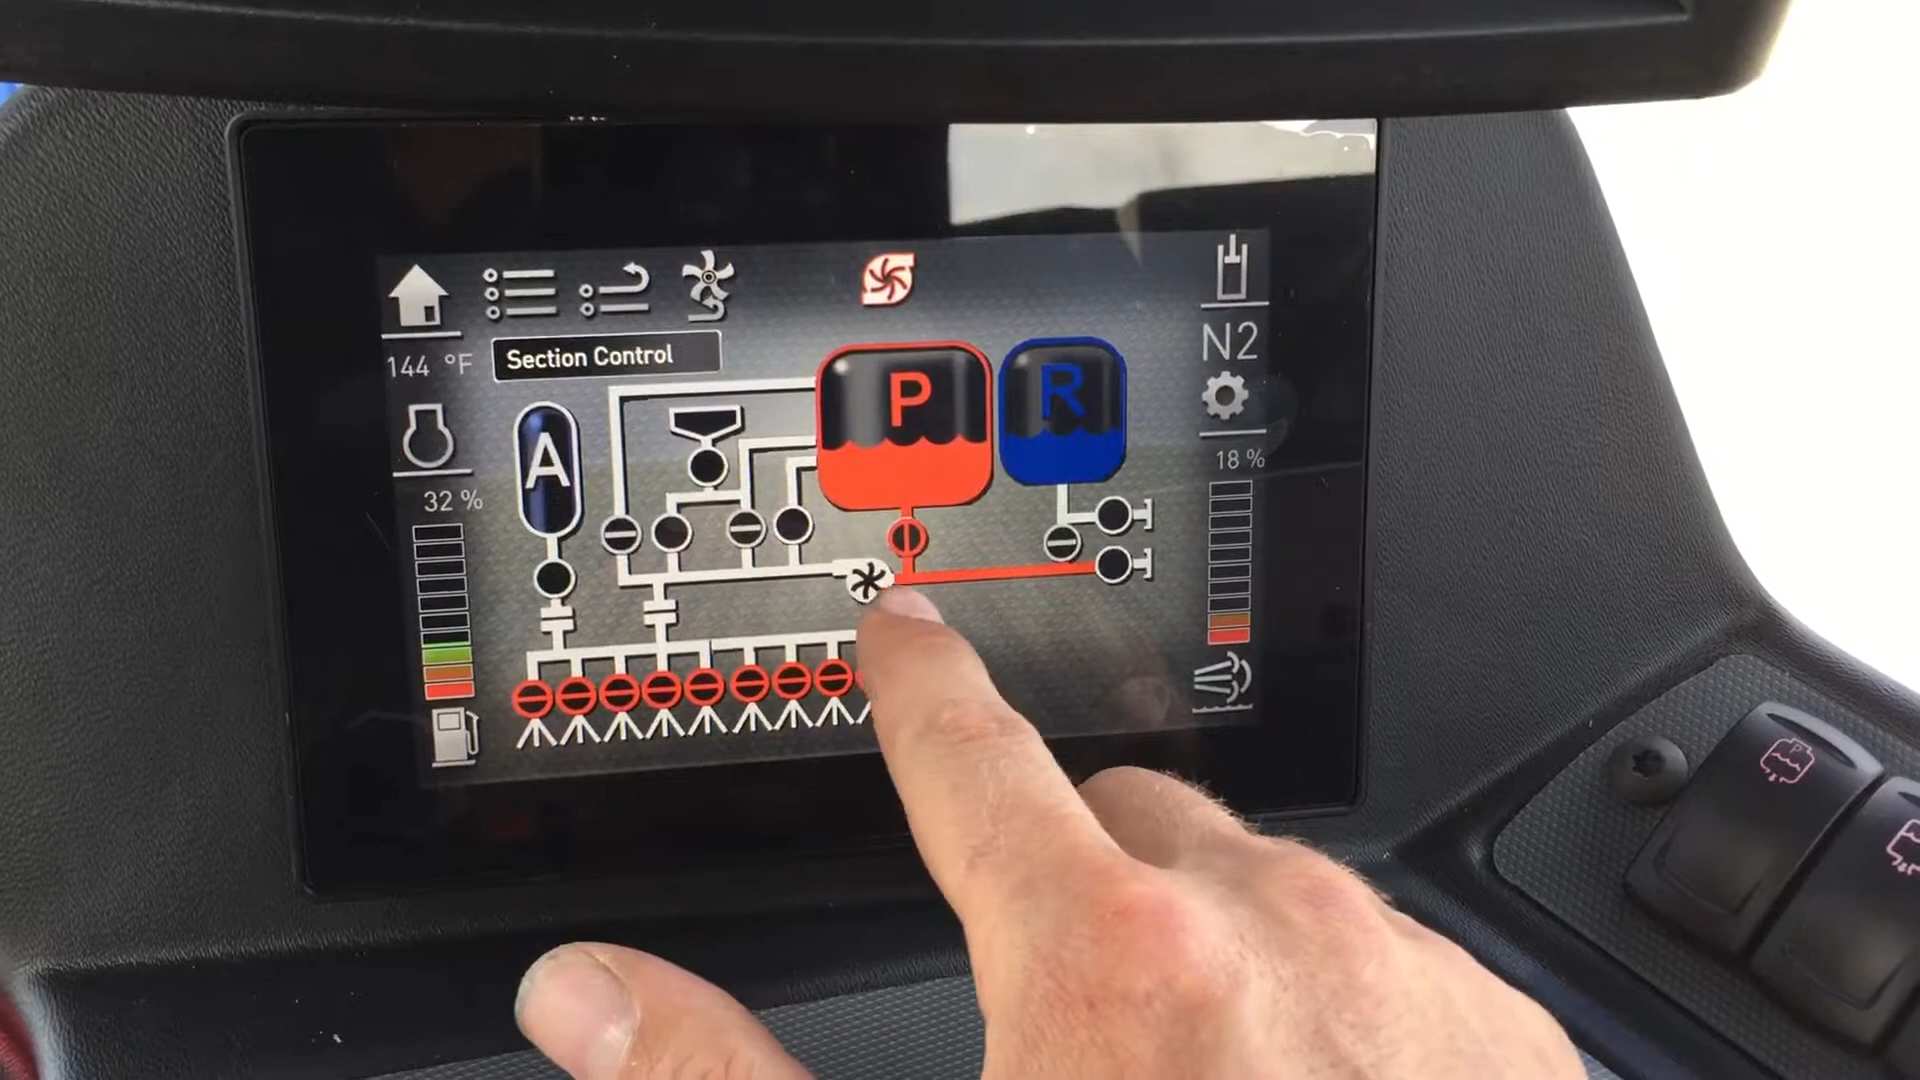 144 °F
Section Control
P
R
N2
A
32 %
18 %
P